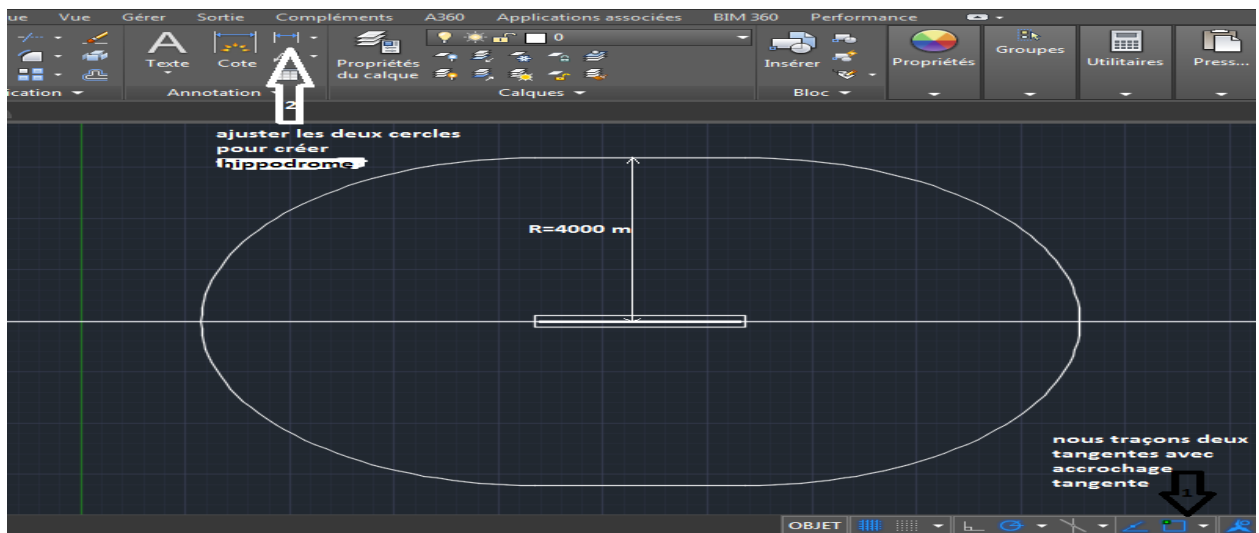 ue Vue Gérer Sortie Compléments A360 Applications associées BIM 360 Performance
0
Texte Cote Propriétés du calque Insérer Propriétés Groupes Utilitaires Press...
ication Annotation Calques Bloc
2
ajuster les deux cercles
pour créer
hippodrome
R=4000 m
nous traçons deux
tangentes avec
accrochage
tangente
1
OBJET